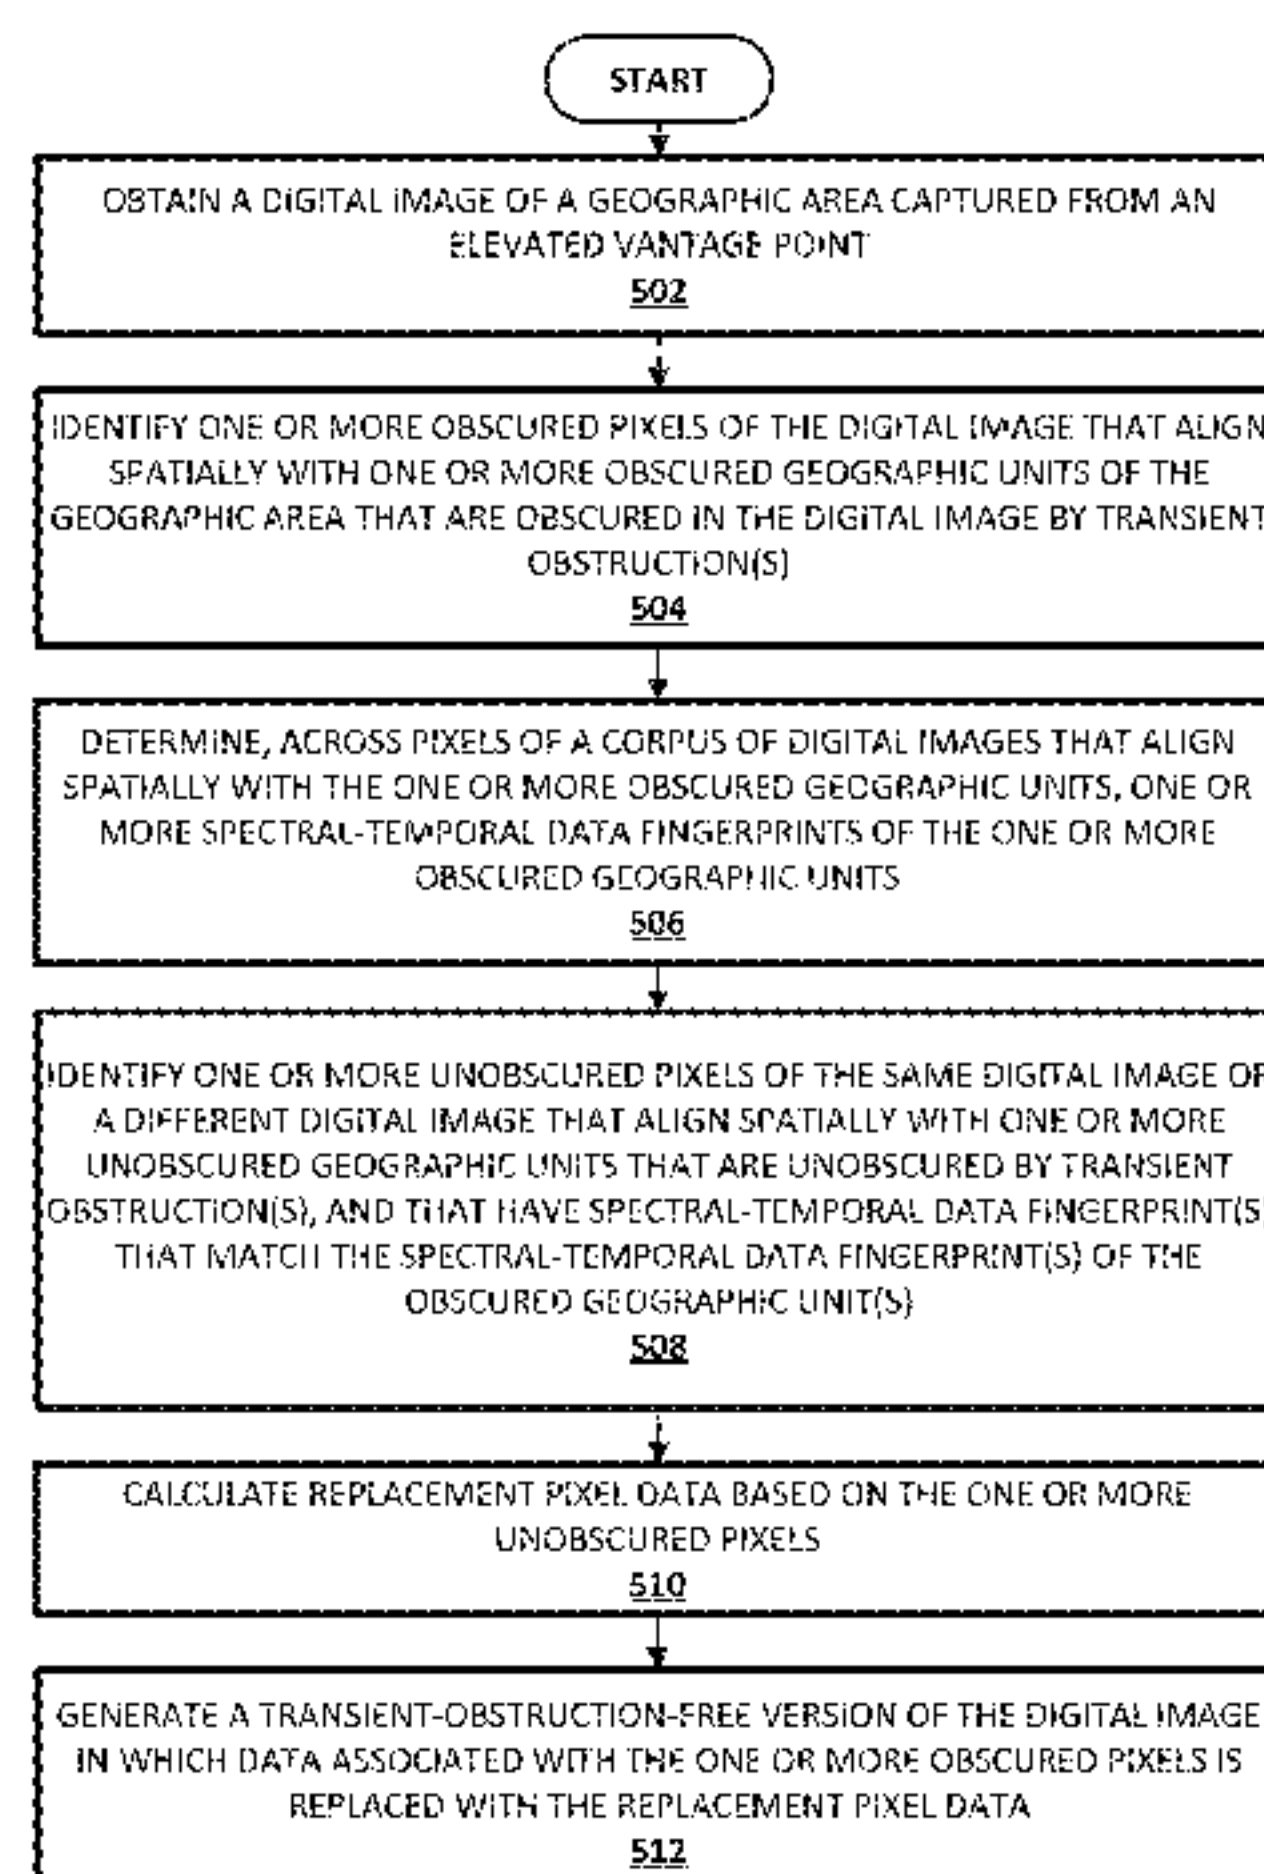 START
OBTAIN A DIGITAL IMAGE OF A GEOGRAPHIC AREA CAPTURED FROM AN
ELEVATED VANTAGE POINT
502
IDENTIFY ONE OR MORE OBSCURED PIXELS OF THE DIGITAL IMAGE THAT ALIGN
SPATIALLY WITH ONE OR MORE OBSCURED GEOGRAPHIC UNITS OF THE
GEOGRAPHIC AREA THAT ARE OBSCURED IN THE DIGITAL IMAGE BY TRANSIENT
OBSTRUCTION(S)
504
DETERMINE, ACROSS PIXELS OF A CORPUS OF DIGITAL IMAGES THAT ALIGN
SPATIALLY WITH THE ONE OR MORE OBSCURED GEOGRAPHIC UNITS, ONE OR
MORE SPECTRAL-TEMPORAL DATA FINGERPRINTS OF THE ONE OR MORE
OBSCURED GEOGRAPHIC UNITS
506
IDENTIFY ONE OR MORE UNOBSCURED PIXELS OF THE SAME DIGITAL IMAGE OR
A DIFFERENT DIGITAL IMAGE THAT ALIGN SPATIALLY WITH ONE OR MORE
UNOBSCURED GEOGRAPHIC UNITS THAT ARE UNOBSCURED BY TRANSIENT
OBSTRUCTION(S), AND THAT HAVE SPECTRAL-TEMPORAL DATA FINGERPRINT(S)
THAT MATCH THE SPECTRAL-TEMPORAL DATA FINGERPRINT(S) OF THE
OBSCURED GEOGRAPHIC UNIT(S)
508
CALCULATE REPLACEMENT PIXEL DATA BASED ON THE ONE OR MORE
UNOBSCURED PIXELS
510
GENERATE A TRANSIENT-OBSTRUCTION-FREE VERSION OF THE DIGITAL IMAGE
IN WHICH DATA ASSOCIATED WITH THE ONE OR MORE OBSCURED PIXELS IS
REPLACED WITH THE REPLACEMENT PIXEL DATA
512